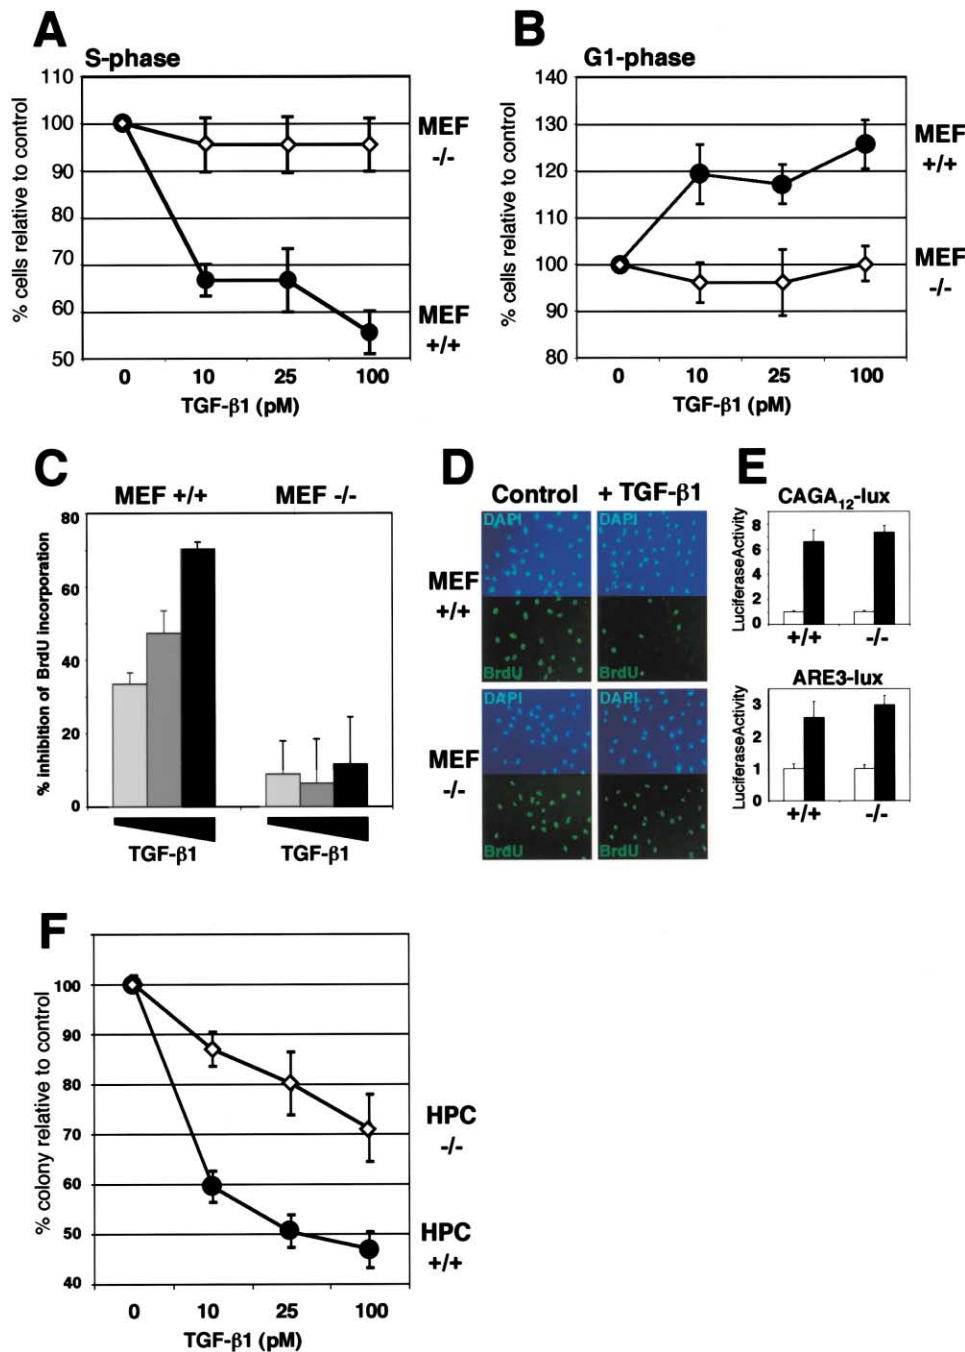 A
S-phase
% cells relative to control
110
100
90
80
70
60
50
0 10 25 100
TGF-β1 (pM)
MEF
-/-
MEF
+/+
B
G1-phase
% cells relative to control
140
130
120
110
100
90
80
0 10 25 100
TGF-β1 (pM)
MEF
+/+
MEF
-/-
C
MEF +/+ MEF -/-
% inhibition of BrdU incorporation
80
60
40
20
0
TGF-β1 TGF-β1
D
Control + TGF-β1
MEF
+/+
DAPI DAPI
BrdU BrdU
MEF
-/-
DAPI DAPI
BrdU BrdU
E
CAGA12-lux
LuciferaseActivity
8
6
4
2
0
+/+ -/-
ARE3-lux
LuciferaseActivity
3
2
1
0
+/+ -/-
F
% colony relative to control
100
90
80
70
60
50
40
0 10 25 100
TGF-β1 (pM)
HPC
-/-
HPC
+/+